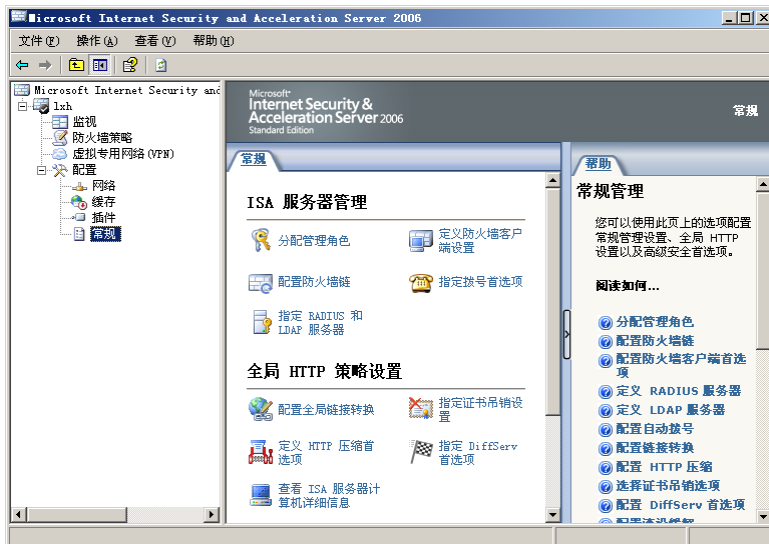 Microsoft Internet Security and Acceleration Server 2006
文件(F) 操作(A) 查看(V) 帮助(H)
Microsoft Internet Security and
lxh
监视
防火墙策略
虚拟专用网络(VPN)
配置
网络
缓存
插件
常规
Microsoft
Internet Security &
Acceleration Server 2006
Standard Edition
常规
常规
ISA 服务器管理
分配管理角色
定义防火墙客户
端设置
配置防火墙链
指定拨号首选项
指定 RADIUS 和
LDAP 服务器
全局 HTTP 策略设置
配置全局链接转换
指定证书吊销设
置
定义 HTTP 压缩首
选项
指定 DiffServ
首选项
查看 ISA 服务器计
算机详细信息
帮助
常规管理
您可以使用此页上的选项配置
常规管理设置、全局 HTTP
设置以及高级安全首选项。
阅读如何...
分配管理角色
配置防火墙链
配置防火墙客户端首选
项
定义 RADIUS 服务器
定义 LDAP 服务器
配置自动拨号
配置链接转换
配置 HTTP 压缩
选择证书吊销选项
配置 DiffServ 首选项